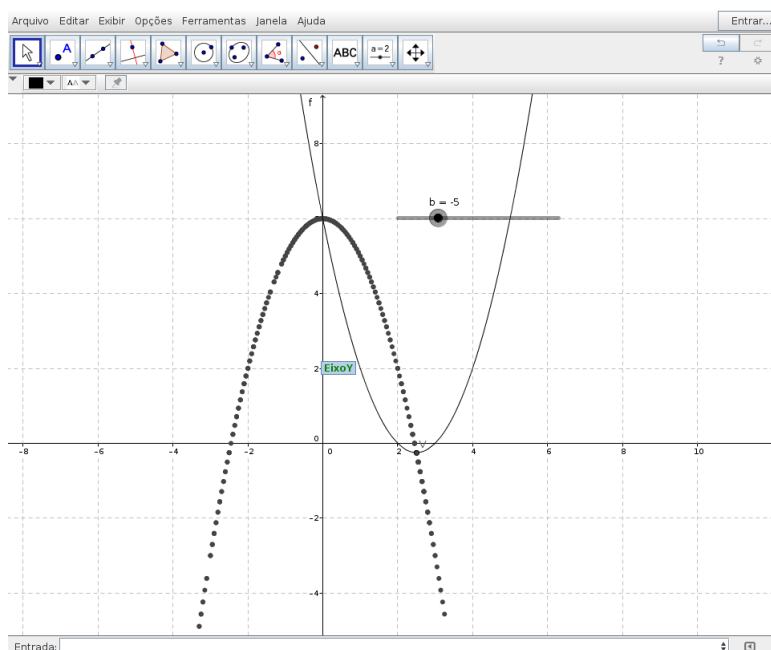 Arquivo Editar Exibir Opções Ferramentas Janela Ajuda Entrar...
A ABC a=2
AA
?
f
8
b = -5
4
EixoY
2
0
V
-8 -6 -4 -2 0 2 4 6 8 10
-2
-4
Entrada: